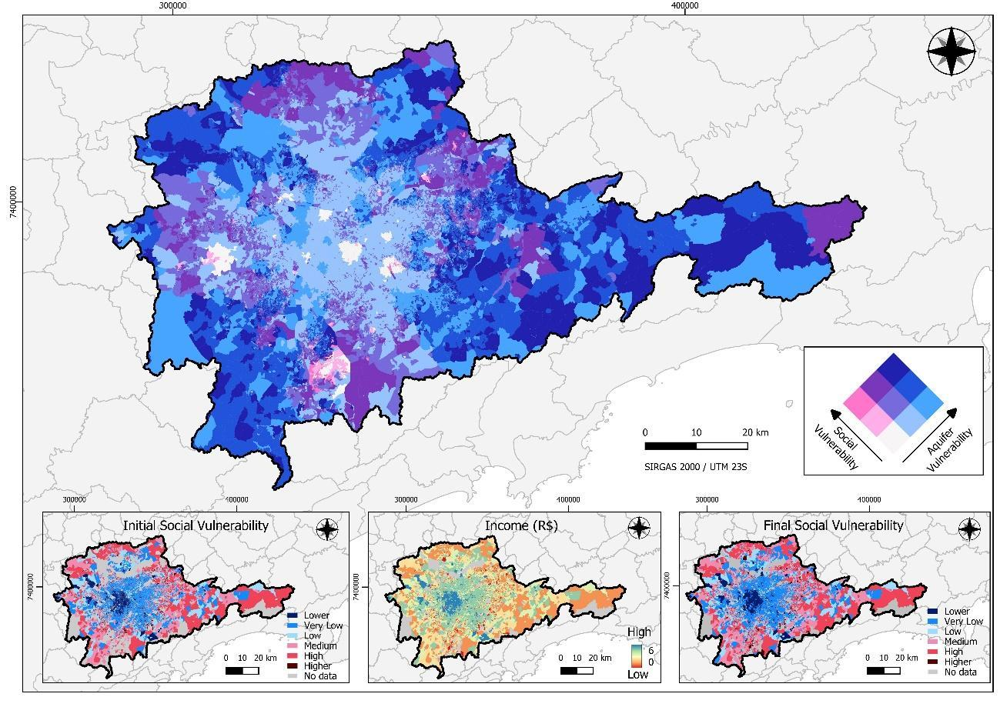 300000
400000
7400000
0 10 20 km
SIRGAS 2000 / UTM 23S
Social
Vulnerability
Aquifer
Vulnerability
300000
400000
7400000
Initial Social Vulnerability
Lower
Very Low
Low
Medium
High
Higher
No data
0 10 20 km
300000
400000
7400000
Income (R$)
High
6
0
Low
0 10 20 km
300000
400000
7400000
Final Social Vulnerability
Lower
Very Low
Low
Medium
High
Higher
No data
0 10 20 km